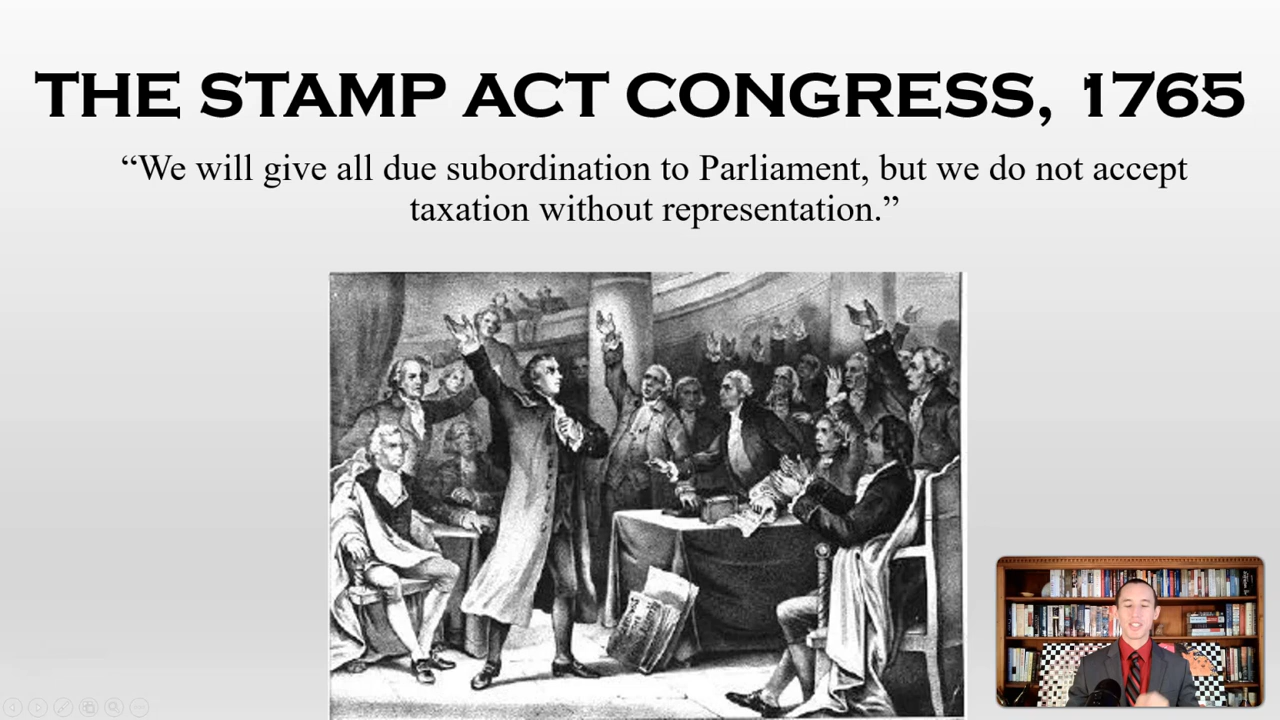 THE STAMP ACT CONGRESS, 1765
“We will give all due subordination to Parliament, but we do not accept
taxation without representation.”